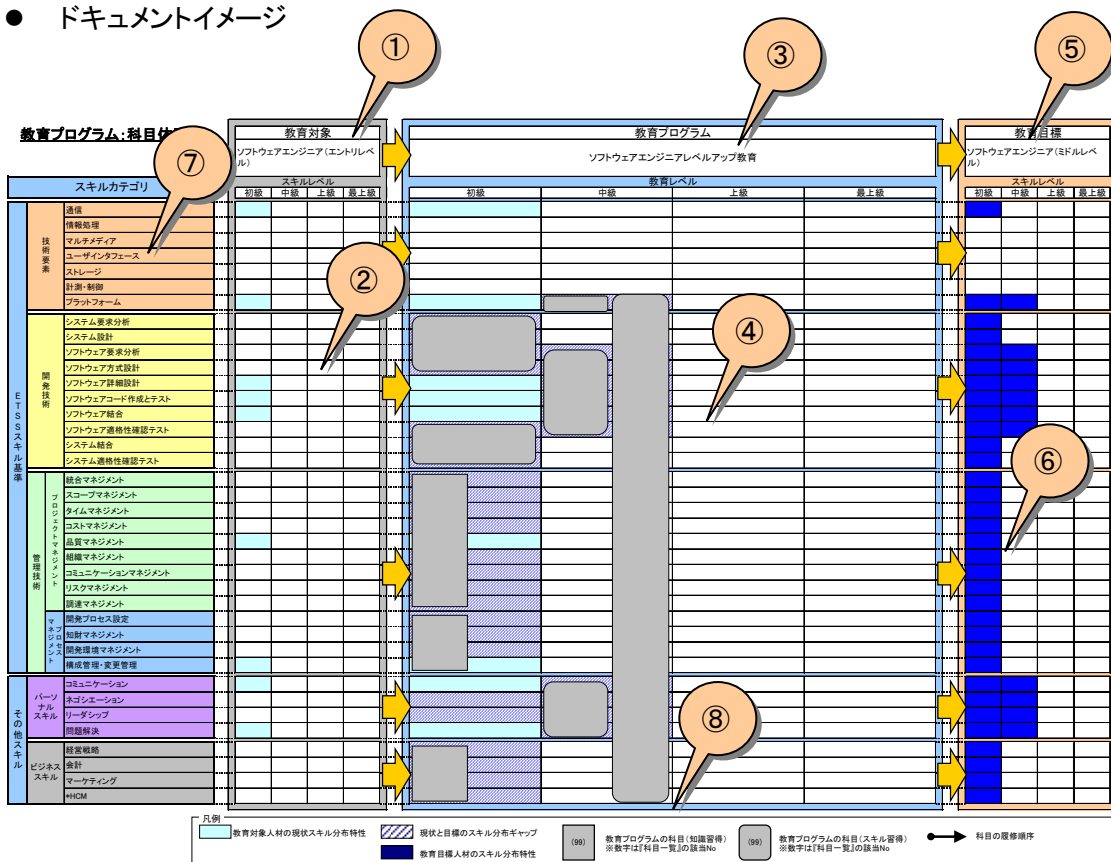 ● ドキュメントイメージ
① ③ ⑤
教育プログラム:科目体
⑦
教育対象
ソフトウェアエンジニア(エントリレベル)
教育プログラム
ソフトウェアエンジニアレベルアップ教育
教育目標
ソフトウェアエンジニア(ミドルレベル)
スキルカテゴリ
スキルレベル
初級 中級 上級 最上級
教育レベル
初級 中級 上級 最上級
スキルレベル
初級 中級 上級 最上級
ETSSスキル基準
技術要素
通信
情報処理
マルチメディア
ユーザインタフェース
ストレージ
計測・制御
プラットフォーム
②
④
開発技術
システム要求分析
システム設計
ソフトウェア要求分析
ソフトウェア方式設計
ソフトウェア詳細設計
ソフトウェアコード作成とテスト
ソフトウェア結合
ソフトウェア適格性確認テスト
システム結合
システム適格性確認テスト
⑥
管理技術
プロジェクトマネジメント
統合マネジメント
スコープマネジメント
タイムマネジメント
コストマネジメント
品質マネジメント
組織マネジメント
コミュニケーションマネジメント
リスクマネジメント
調達マネジメント
プロセスマネジメント
開発プロセス設定
知財マネジメント
開発環境マネジメント
構成管理・変更管理
その他スキル
パーソナルスキル
コミュニケーション
ネゴシエーション
リーダシップ
問題解決
⑧
ビジネススキル
経営戦略
会計
マーケティング
*HCM
凡例
教育対象人材の現状スキル分布特性
現状と目標のスキル分布ギャップ
教育目標人材のスキル分布特性
(99)
教育プログラムの科目(知識習得)
※数字は『科目一覧』の該当No
(99)
教育プログラムの科目(スキル習得)
※数字は『科目一覧』の該当No
科目の履修順序